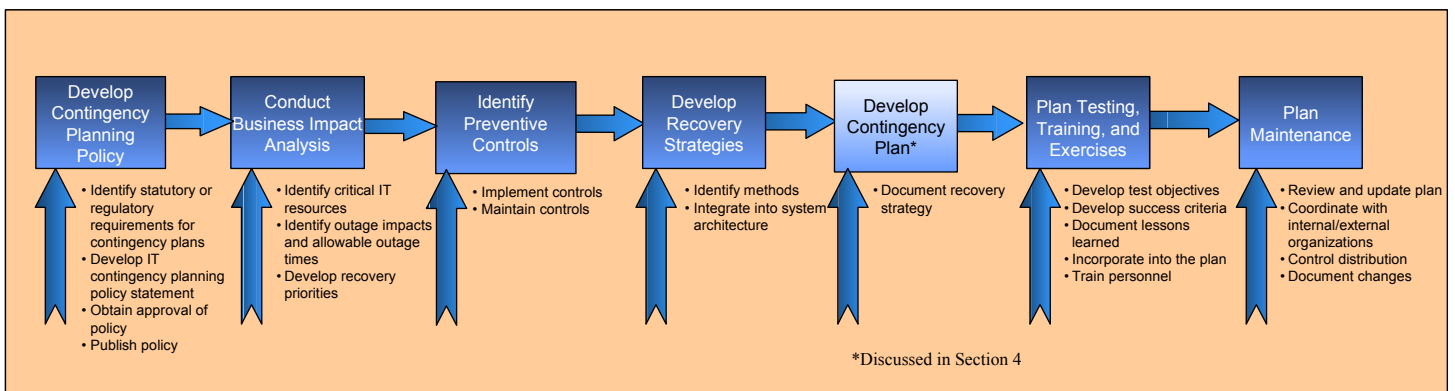 Develop
Contingency
Planning
Policy
Conduct
Business Impact
Analysis
Identify
Preventive
Controls
Develop
Recovery
Strategies
Develop
Contingency
Plan*
Plan Testing,
Training, and
Exercises
Plan
Maintenance
• Identify statutory or
regulatory
requirements for
contingency plans
• Develop IT
contingency planning
policy statement
• Obtain approval of
policy
• Publish policy
• Identify critical IT
resources
• Identify outage impacts
and allowable outage
times
• Develop recovery
priorities
• Implement controls
• Maintain controls
• Identify methods
• Integrate into system
architecture
• Document recovery
strategy
• Develop test objectives
• Develop success criteria
• Document lessons
learned
• Incorporate into the plan
• Train personnel
• Review and update plan
• Coordinate with
internal/external
organizations
• Control distribution
• Document changes
*Discussed in Section 4